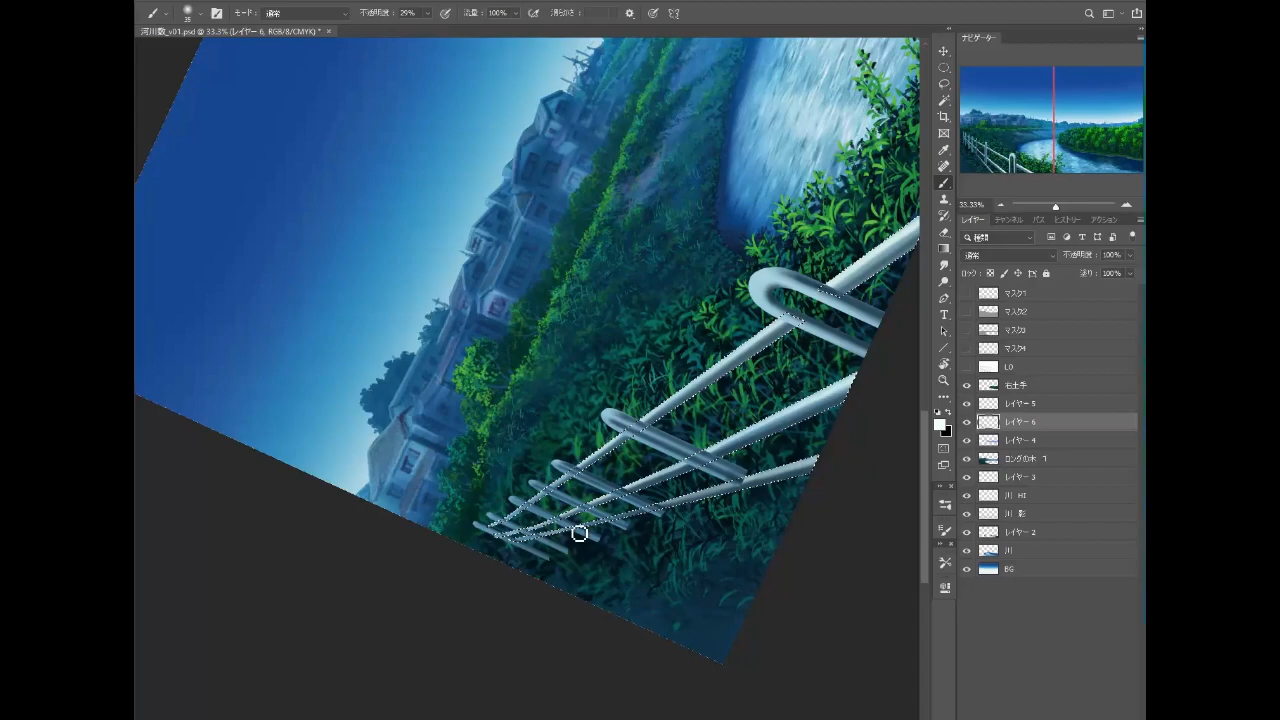 35 モード: 通常 不透明度: 29% 流量: 100% 滑らかさ:
河川敷_v01.psd @ 33.3% (レイヤー 6, RGB/8/CMYK) * ×
ナビゲーター
33.33%
レイヤー チャンネル パス ヒストリー アクション
種類
通常 不透明度: 100%
ロック: 塗り: 100%
マスク1
マスク2
マスク3
マスク4
LO
右土手
レイヤー 5
レイヤー 6
レイヤー 4
ロングの木 1
レイヤー 3
川 HI
川 影
レイヤー 2
川
BG